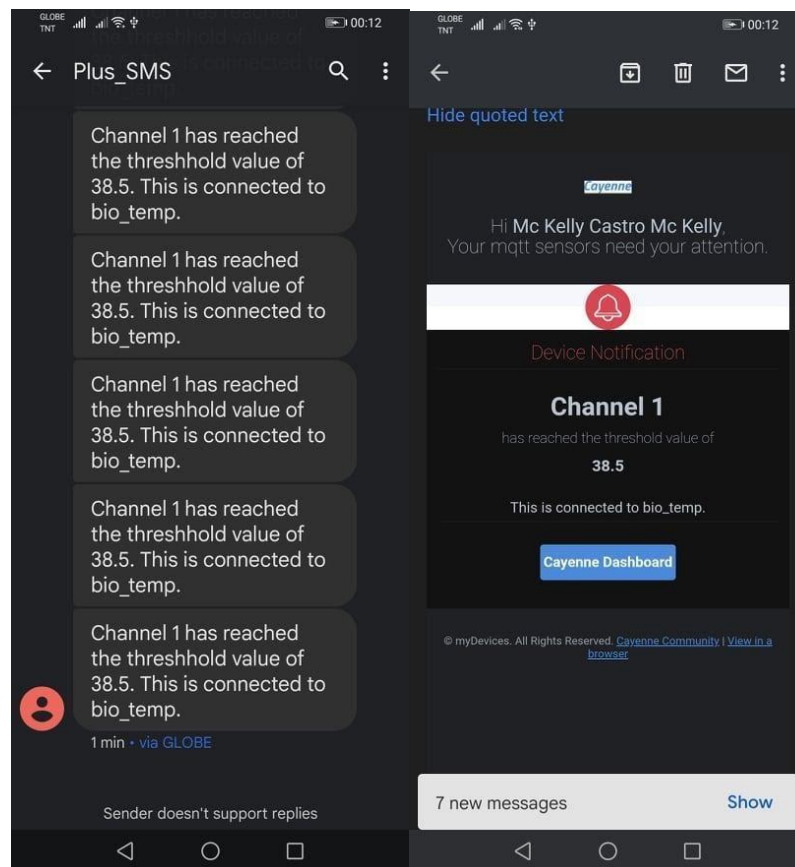 GLOBE
TNT
00:12
Plus_SMS
Channel 1 has reached
the threshhold value of
38.5. This is connected to
bio_temp.
Channel 1 has reached
the threshhold value of
38.5. This is connected to
bio_temp.
Channel 1 has reached
the threshhold value of
38.5. This is connected to
bio_temp.
Channel 1 has reached
the threshhold value of
38.5. This is connected to
bio_temp.
Channel 1 has reached
the threshhold value of
38.5. This is connected to
bio_temp.
1 min • via GLOBE
Sender doesn't support replies
GLOBE
TNT
00:12
Hide quoted text
Cayenne
Hi Mc Kelly Castro Mc Kelly,
Your mqtt sensors need your attention.
Device Notification
Channel 1
has reached the threshold value of
38.5
This is connected to bio_temp.
Cayenne Dashboard
© myDevices. All Rights Reserved. Cayenne Community | View in a
browser
7 new messages
Show